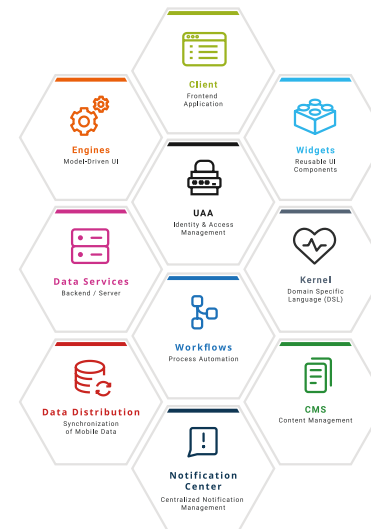 Client
Frontend
Application
Engines
Model-Driven UI
Widgets
Reusable UI
Components
UAA
Identity & Access
Management
Data Services
Backend / Server
Kernel
Domain Specific
Language (DSL)
Workflows
Process Automation
Data Distribution
Synchronization
of Mobile Data
CMS
Content Management
Notification
Center
Centralized Notification
Management